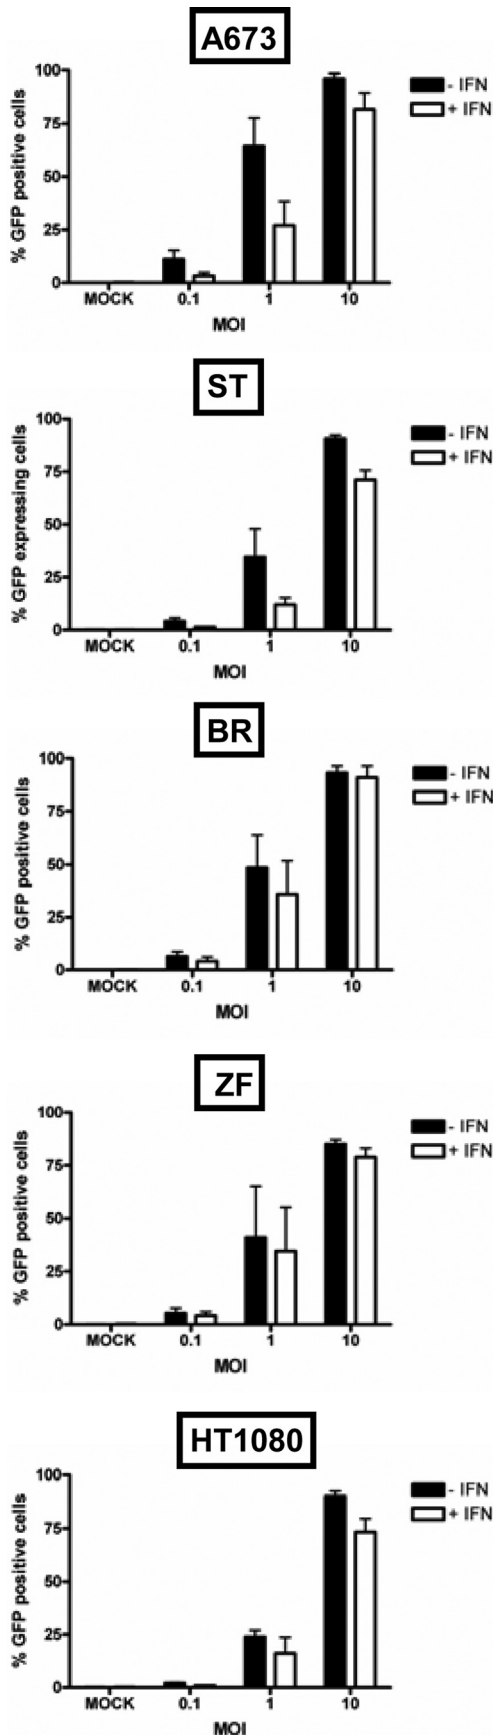 A673
% GFP positive cells
100
75
50
25
0
- IFN
+ IFN
MOCK 0.1 1 10
MOI
ST
% GFP expressing cells
100
75
50
25
0
- IFN
+ IFN
MOCK 0.1 1 10
MOI
BR
% GFP positive cells
100
75
50
25
0
- IFN
+ IFN
MOCK 0.1 1 10
MOI
ZF
% GFP positive cells
100
75
50
25
0
- IFN
+ IFN
MOCK 0.1 1 10
MOI
HT1080
% GFP positive cells
100
75
50
25
0
- IFN
+ IFN
MOCK 0.1 1 10
MOI